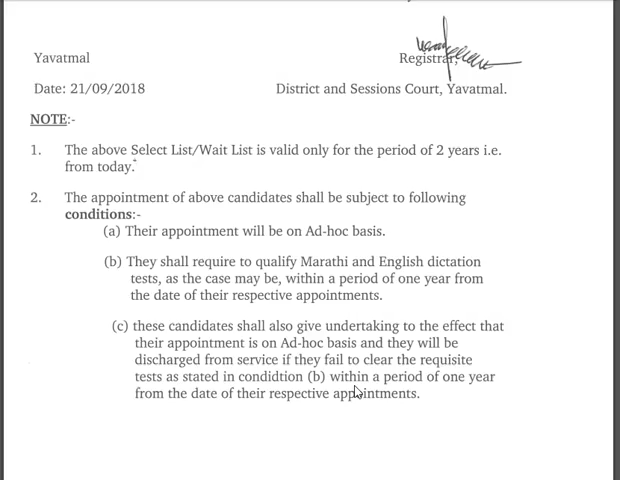 Yavatmal
Registrar,
Date: 21/09/2018
District and Sessions Court, Yavatmal.
NOTE:-
1. The above Select List/Wait List is valid only for the period of 2 years i.e.
from today.
2. The appointment of above candidates shall be subject to following
conditions:-
(a) Their appointment will be on Ad-hoc basis.
(b) They shall require to qualify Marathi and English dictation
tests, as the case may be, within a period of one year from
the date of their respective appointments.
(c) these candidates shall also give undertaking to the effect that
their appointment is on Ad-hoc basis and they will be
discharged from service if they fail to clear the requisite
tests as stated in condidtion (b) within a period of one year
from the date of their respective appointments.